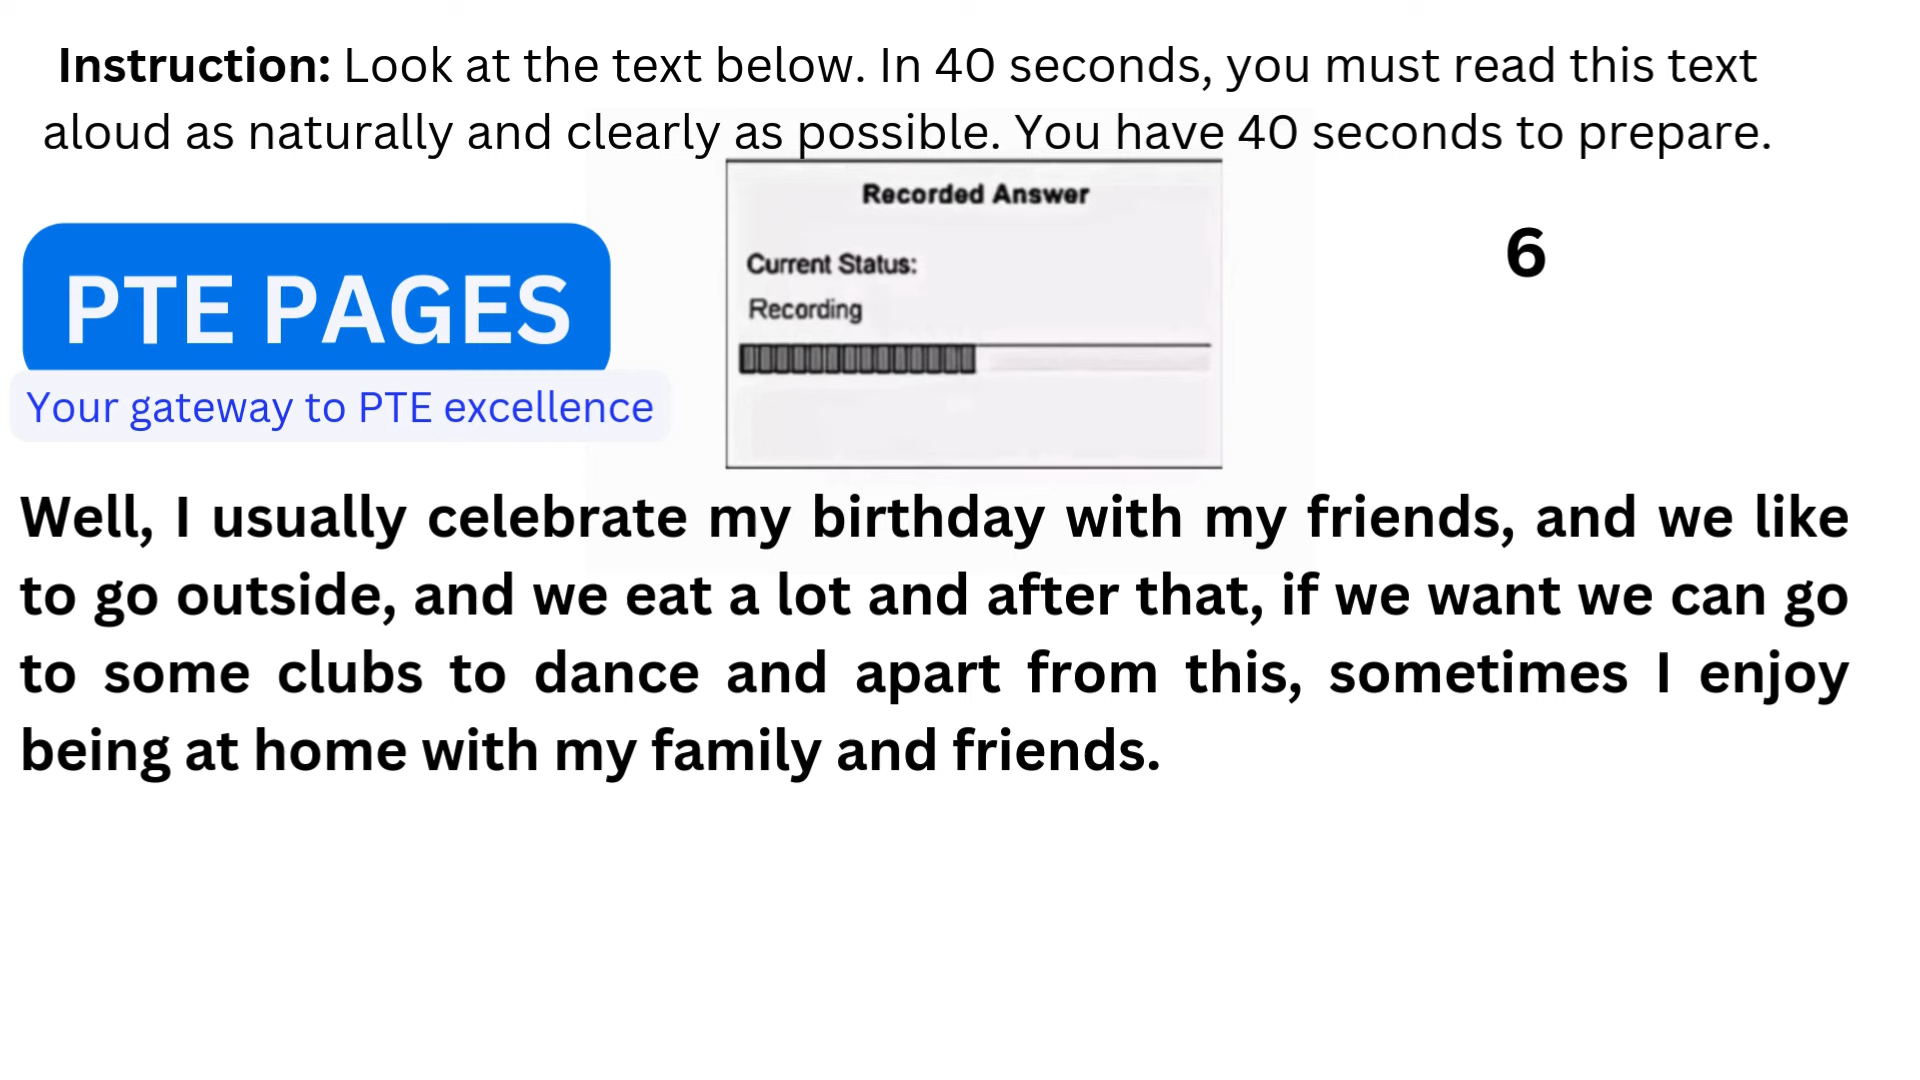 Instruction: Look at the text below. In 40 seconds, you must read this text
aloud as naturally and clearly as possible. You have 40 seconds to prepare.
Recorded Answer
Current Status:
Recording
6
PTE PAGES
Your gateway to PTE excellence
Well, I usually celebrate my birthday with my friends, and we like
to go outside, and we eat a lot and after that, if we want we can go
to some clubs to dance and apart from this, sometimes I enjoy
being at home with my family and friends.